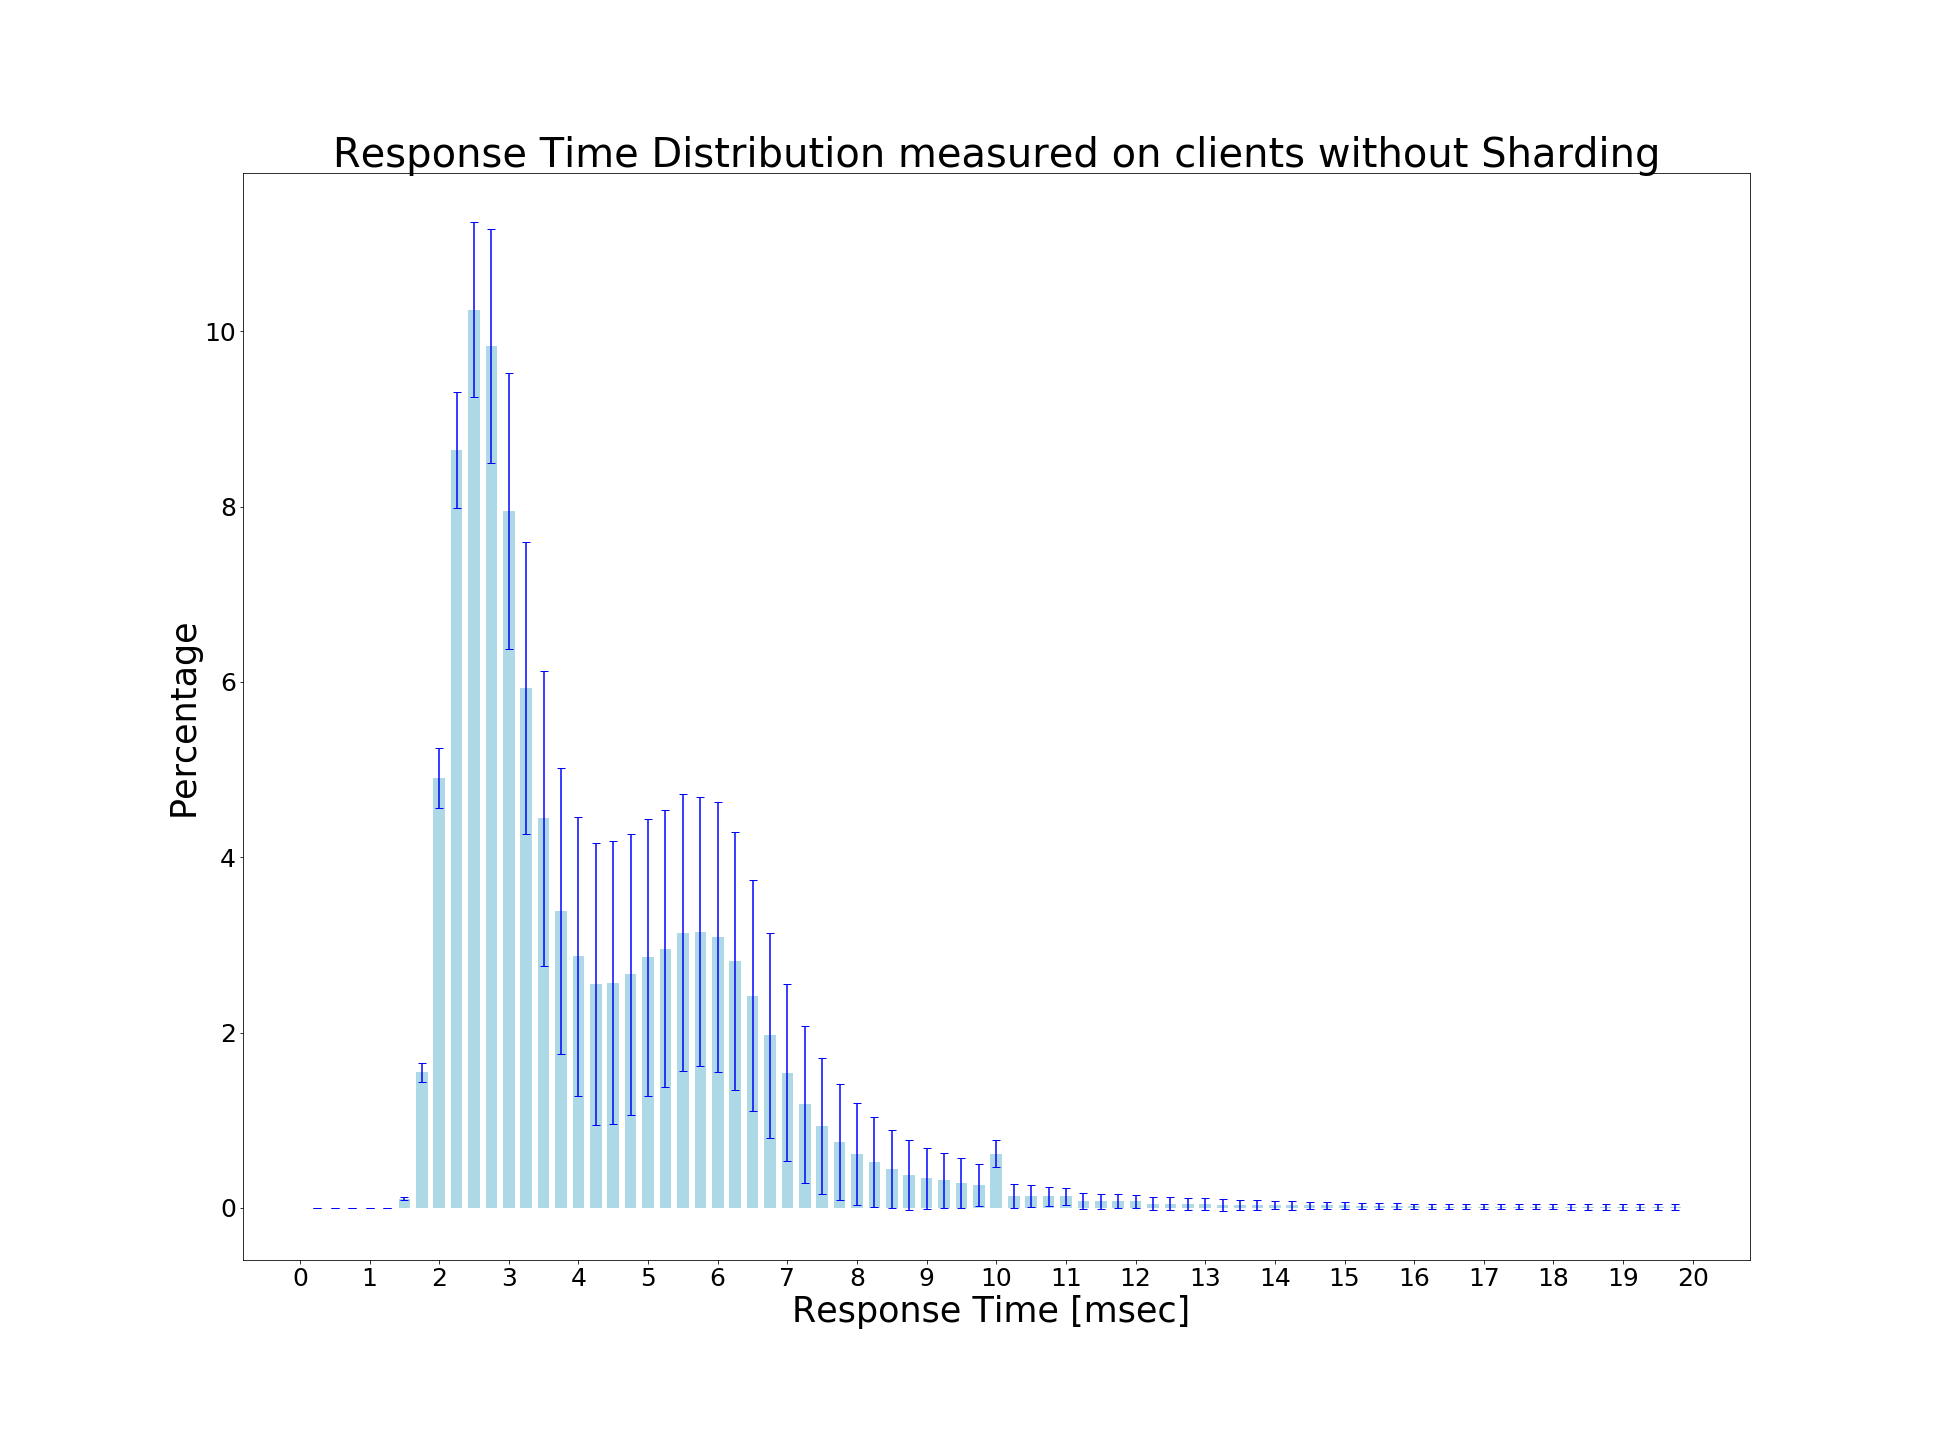 Response Time Distribution measured on clients without Sharding
Percentage
10
8
6
4
2
0
0 1 2 3 4 5 6 7 8 9 10 11 12 13 14 15 16 17 18 19 20
Response Time [msec]